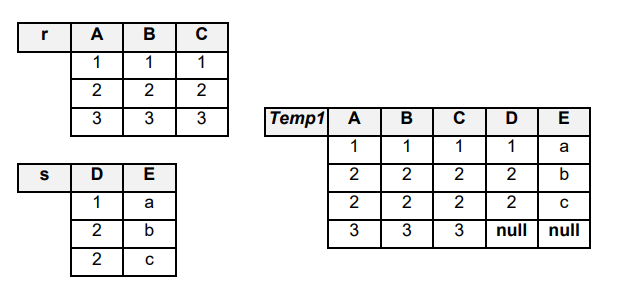 r A B C
1 1 1
2 2 2
3 3 3
s D E
1 a
2 b
2 c
Temp1 A B C D E
1 1 1 1 a
2 2 2 2 b
2 2 2 2 c
3 3 3 null null